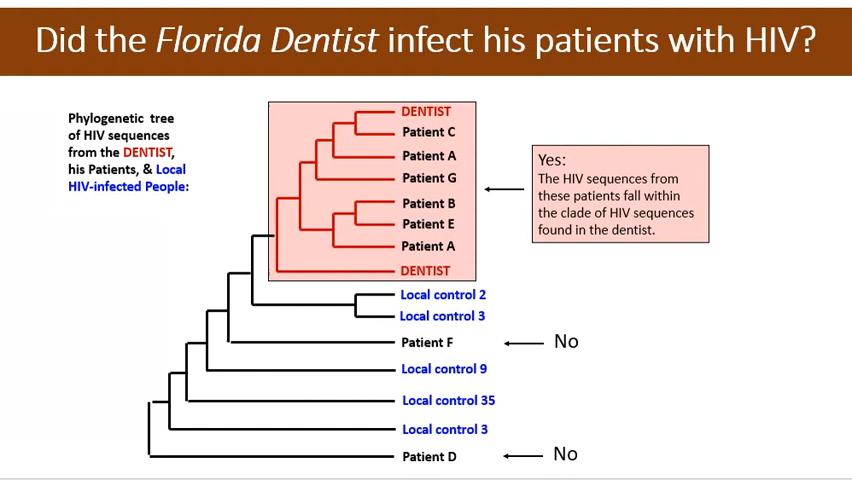 Did the Florida Dentist infect his patients with HIV?
Phylogenetic tree
of HIV sequences
from the DENTIST,
his Patients, & Local
HIV-infected People:
DENTIST
Patient C
Patient A
Patient G
Patient B
Patient E
Patient A
DENTIST
Yes:
The HIV sequences from
these patients fall within
the clade of HIV sequences
found in the dentist.
Local control 2
Local control 3
Patient F
No
Local control 9
Local control 35
Local control 3
Patient D
No